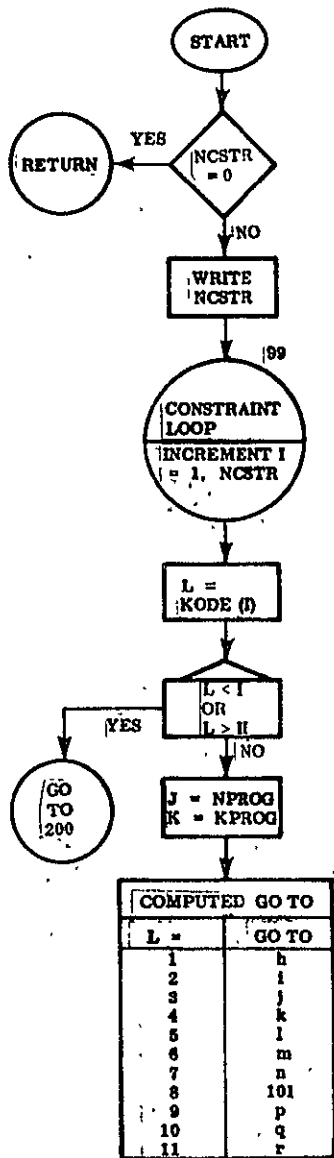 START
YES
RETURN
NCSTR
= 0
NO
WRITE
NCSTR
99
CONSTRAINT
LOOP
INCREMENT I
= 1, NCSTR
L =
KODE (I)
L < I
OR
L > II
YES
NO
GO
TO
200
J = NPROG
K = KPROG
COMPUTED GO TO
L = GO TO
1 h
2 i
3 j
4 k
5 l
6 m
7 n
8 101
9 p
10 q
11 r